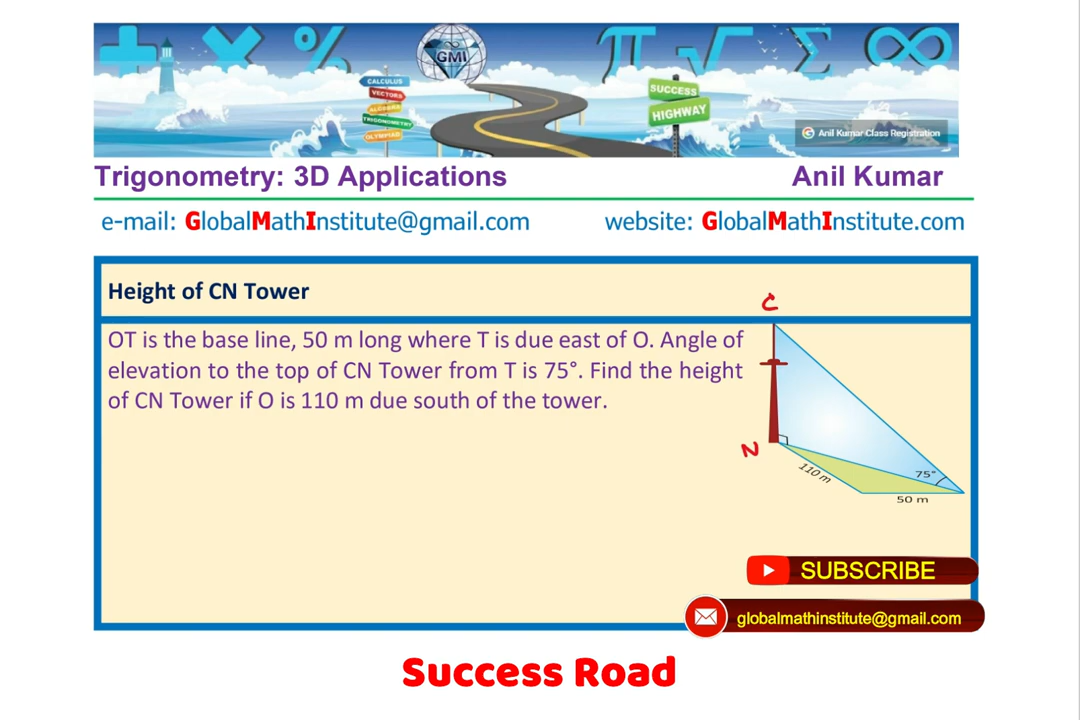 GMI
CALCULUS
VECTORS
ALGEBRA
TRIGONOMETRY
OLYMPIAD
SUCCESS
HIGHWAY
Anil Kumar Class Registration
Trigonometry: 3D Applications Anil Kumar
e-mail: GlobalMathInstitute@gmail.com website: GlobalMathInstitute.com
Height of CN Tower
C
OT is the base line, 50 m long where T is due east of O. Angle of
elevation to the top of CN Tower from T is 75°. Find the height
of CN Tower if O is 110 m due south of the tower.
N
110 m
75°
50 m
SUBSCRIBE
globalmathinstitute@gmail.com
Success Road